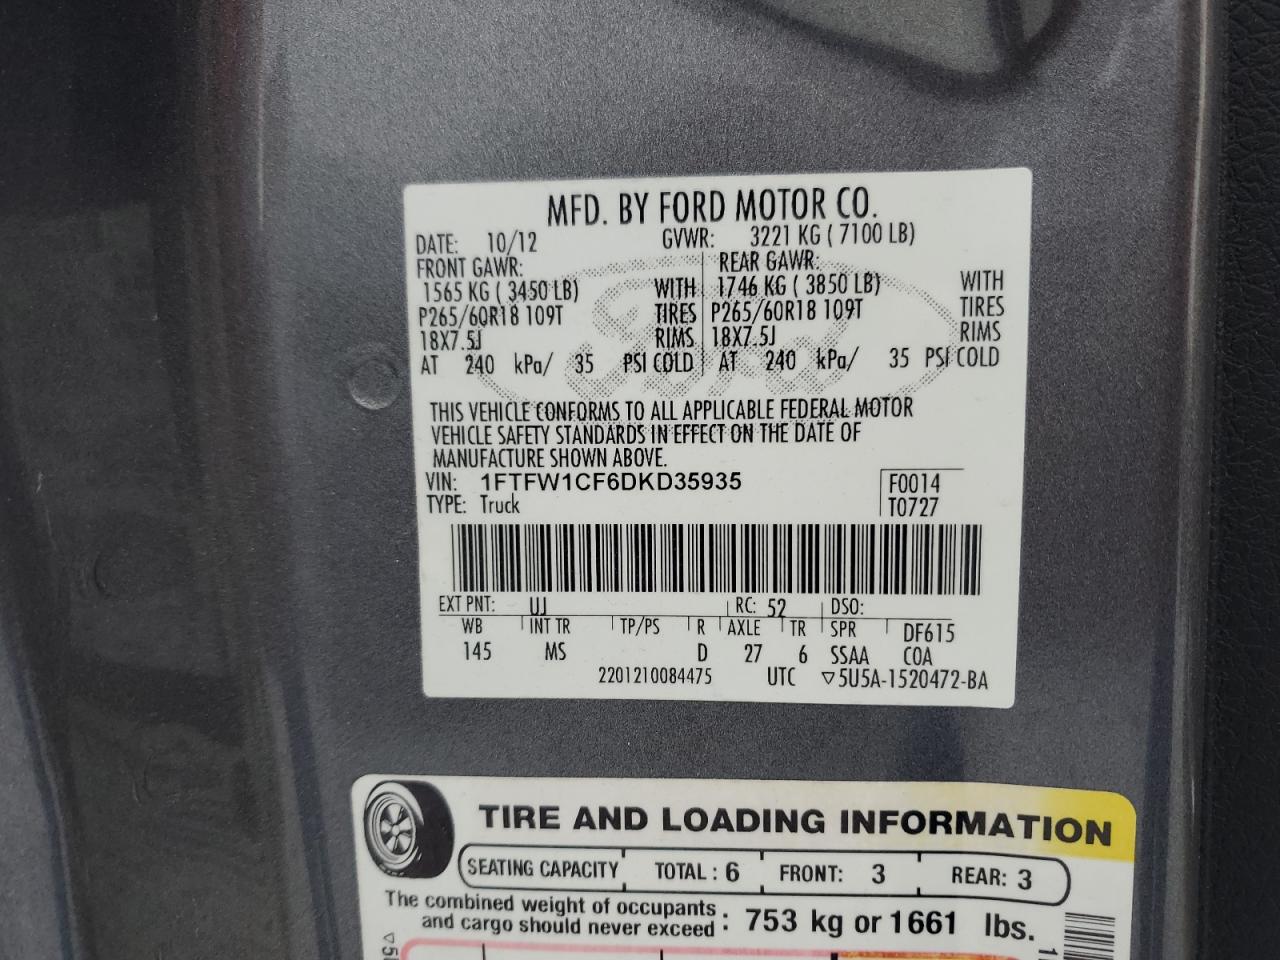 MFD. BY FORD MOTOR CO.
DATE: 10/12 GVWR: 3221 KG ( 7100 LB)
FRONT GAWR: REAR GAWR:
1565 KG ( 3450 LB) WITH 1746 KG ( 3850 LB) WITH
P265/60R18 109T TIRES P265/60R18 109T TIRES
18X7.5J RIMS 18X7.5J RIMS
AT 240 kPa/ 35 PSI COLD AT 240 kPa/ 35 PSI COLD
Ford
THIS VEHICLE CONFORMS TO ALL APPLICABLE FEDERAL MOTOR
VEHICLE SAFETY STANDARDS IN EFFECT ON THE DATE OF
MANUFACTURE SHOWN ABOVE.
VIN: 1FTFW1CF6DKD35935 F0014
TYPE: Truck T0727
EXT PNT: UJ RC: 52 DSO:
WB INT TR TP/PS R AXLE TR SPR DF615
145 MS D 27 6 SSAA COA
2201210084475 UTC ▽5U5A-1520472-BA
TIRE AND LOADING INFORMATION
SEATING CAPACITY TOTAL : 6 FRONT: 3 REAR: 3
The combined weight of occupants
and cargo should never exceed : 753 kg or 1661 lbs.